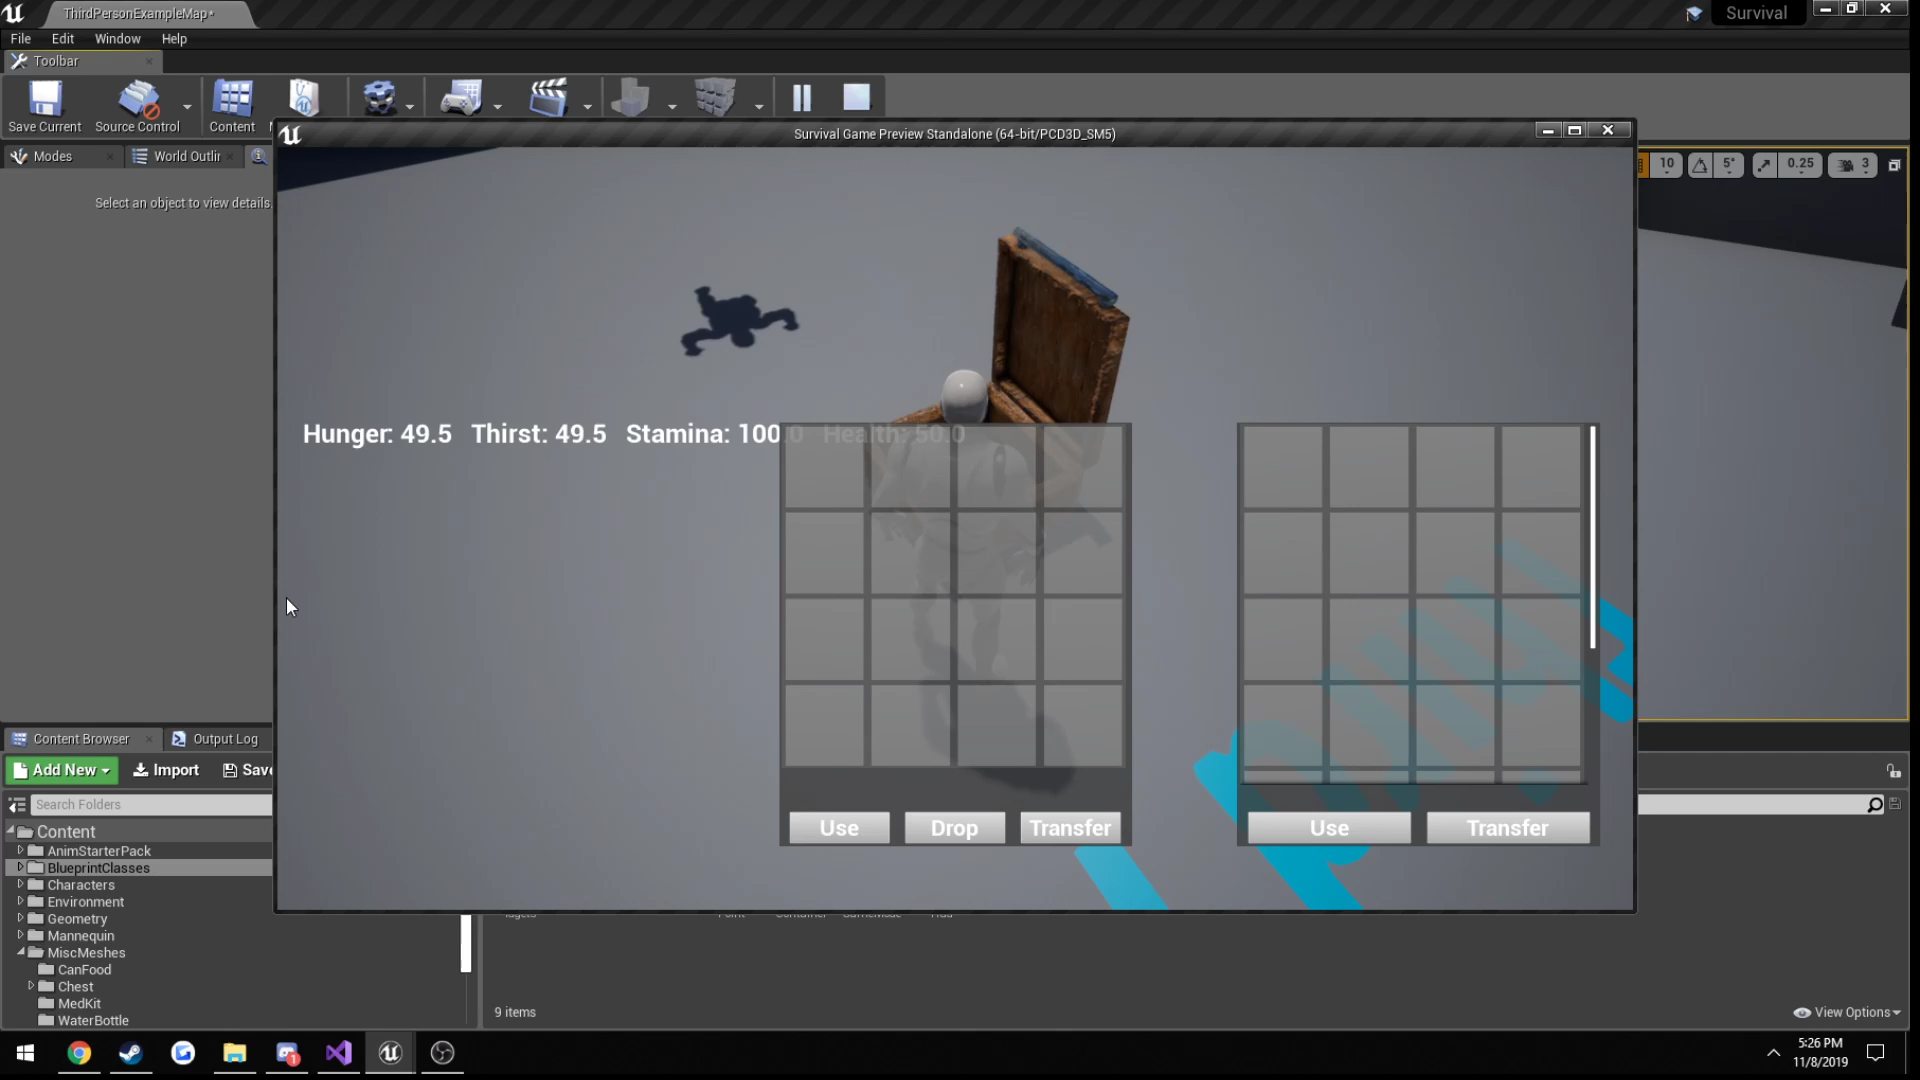 ThirdPersonExampleMap*
Survival
File Edit Window Help
Toolbar
Save Current Source Control Content
Survival Game Preview Standalone (64-bit/PCD3D_SM5)
Modes World Outlir
10 5° 0.25 3
Select an object to view details.
Hunger: 49.5 Thirst: 49.5 Stamina: 100.0 Health: 50.0
Use Drop Transfer
Use Transfer
Content Browser Output Log
Add New Import Save
Search Folders
Content
AnimStarterPack
BlueprintClasses
Characters
Environment
Geometry
Mannequin
MiscMeshes
CanFood
Chest
MedKit
WaterBottle
9 items
View Options
1
5:26 PM
11/8/2019